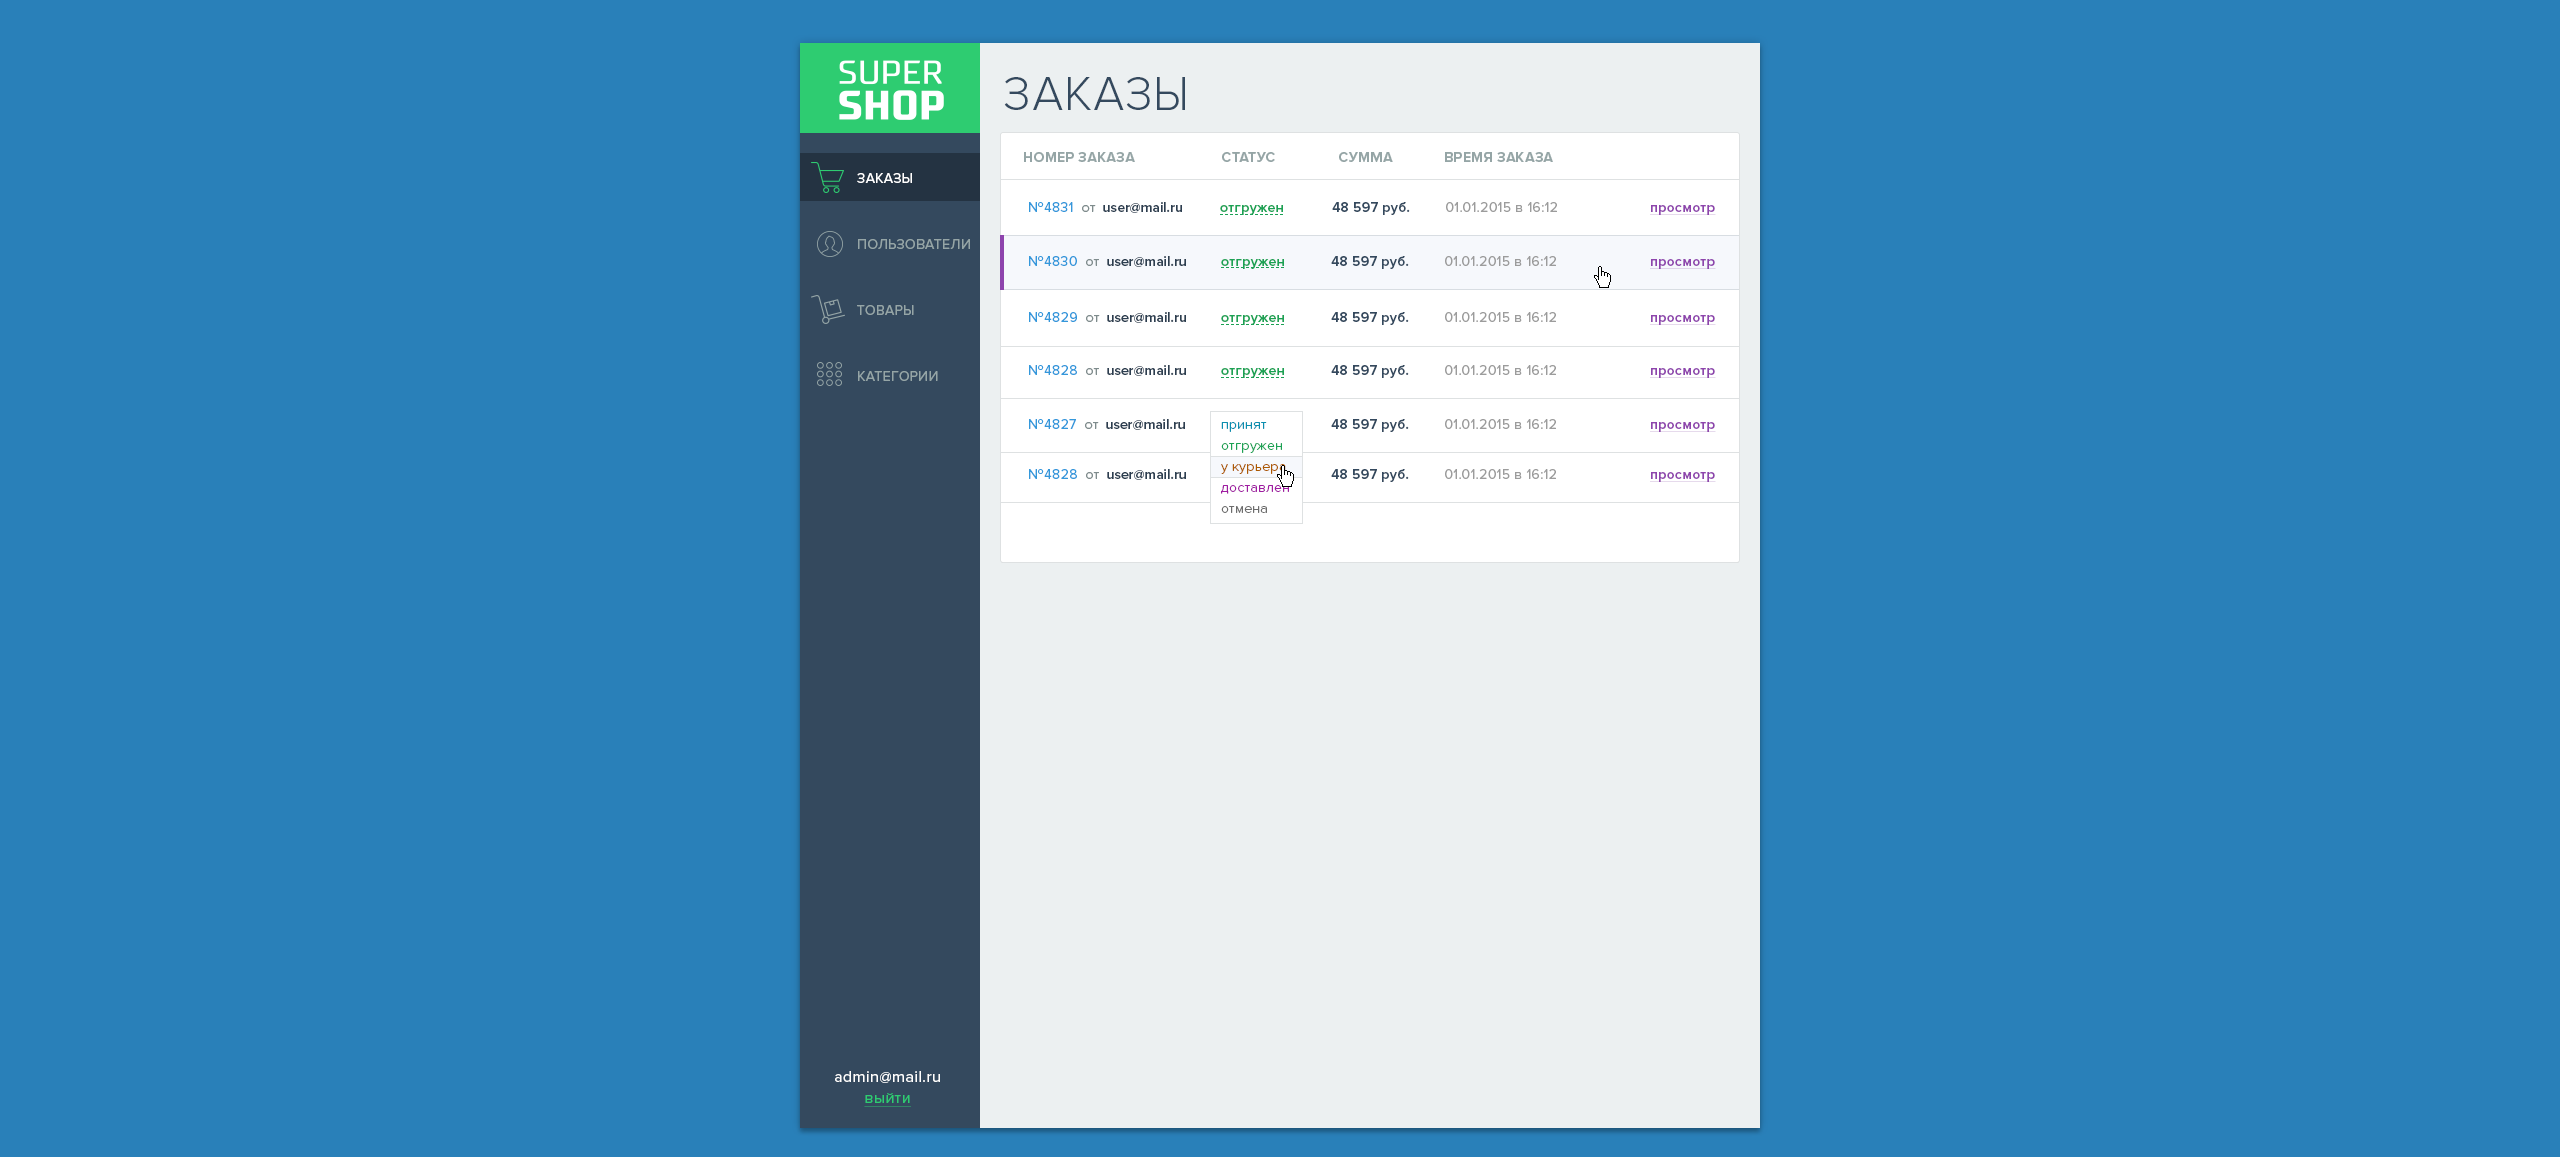 SUPER
SHOP
ЗАКАЗЫ
ПОЛЬЗОВАТЕЛИ
ТОВАРЫ
КАТЕГОРИИ
admin@mail.ru
выйти
ЗАКАЗЫ
НОМЕР ЗАКАЗА СТАТУС СУММА ВРЕМЯ ЗАКАЗА
№4831 от user@mail.ru отгружен 48 597 руб. 01.01.2015 в 16:12 просмотр
№4830 от user@mail.ru отгружен 48 597 руб. 01.01.2015 в 16:12 просмотр
№4829 от user@mail.ru отгружен 48 597 руб. 01.01.2015 в 16:12 просмотр
№4828 от user@mail.ru отгружен 48 597 руб. 01.01.2015 в 16:12 просмотр
№4827 от user@mail.ru принят 48 597 руб. 01.01.2015 в 16:12 просмотр
отгружен
у курьера
№4828 от user@mail.ru 48 597 руб. 01.01.2015 в 16:12 просмотр
доставлен
отмена